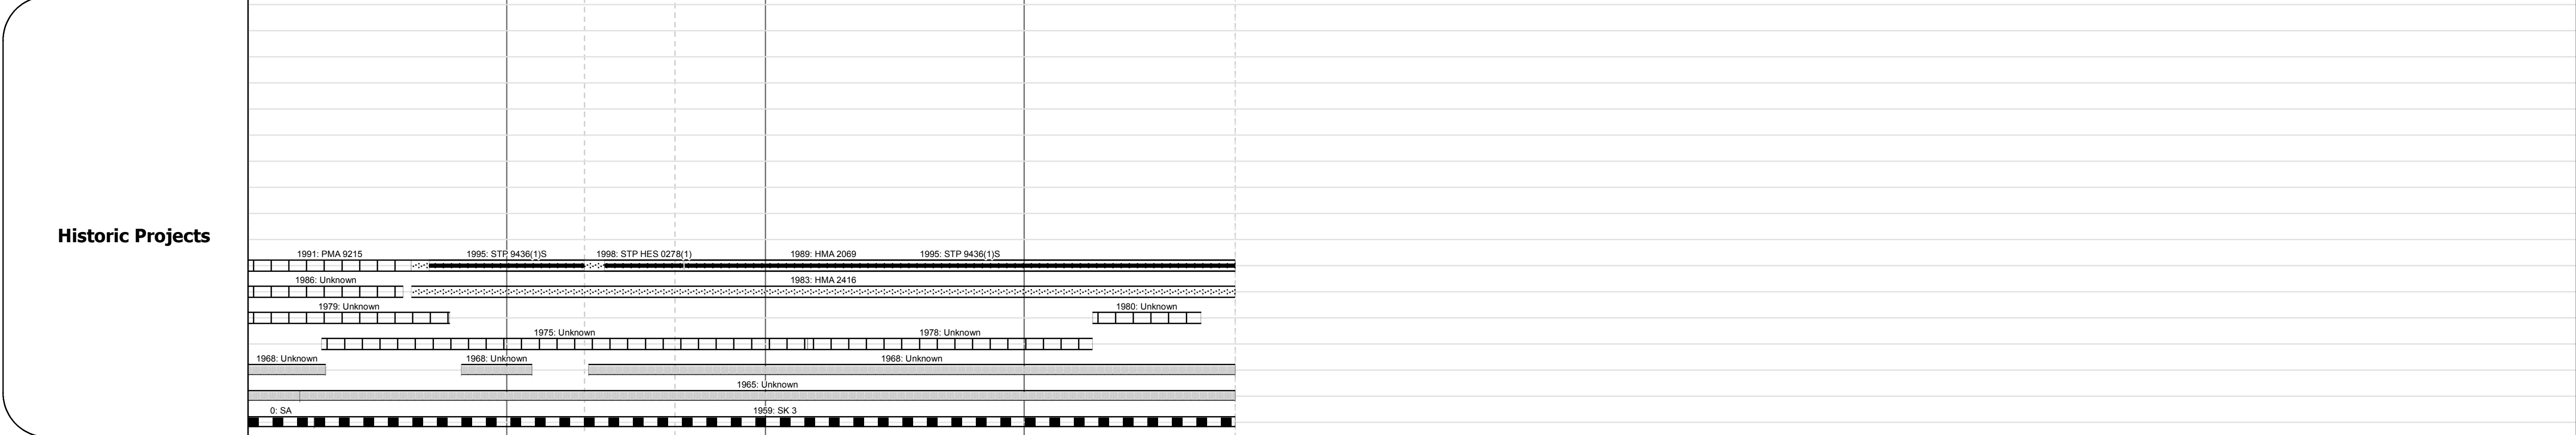 1991: PMA 9215 1995: STP 9436(1)S 1998: STP HES 0278(1) 1989: HMA 2069 1995: STP 9436(1)S
Historic Projects
1986: Unknown 1983: HMA 2416
1979: Unknown 1980: Unknown
1975: Unknown 1978: Unknown
1968: Unknown 1968: Unknown 1968: Unknown
1965: Unknown
0: SA 1959: SK 3